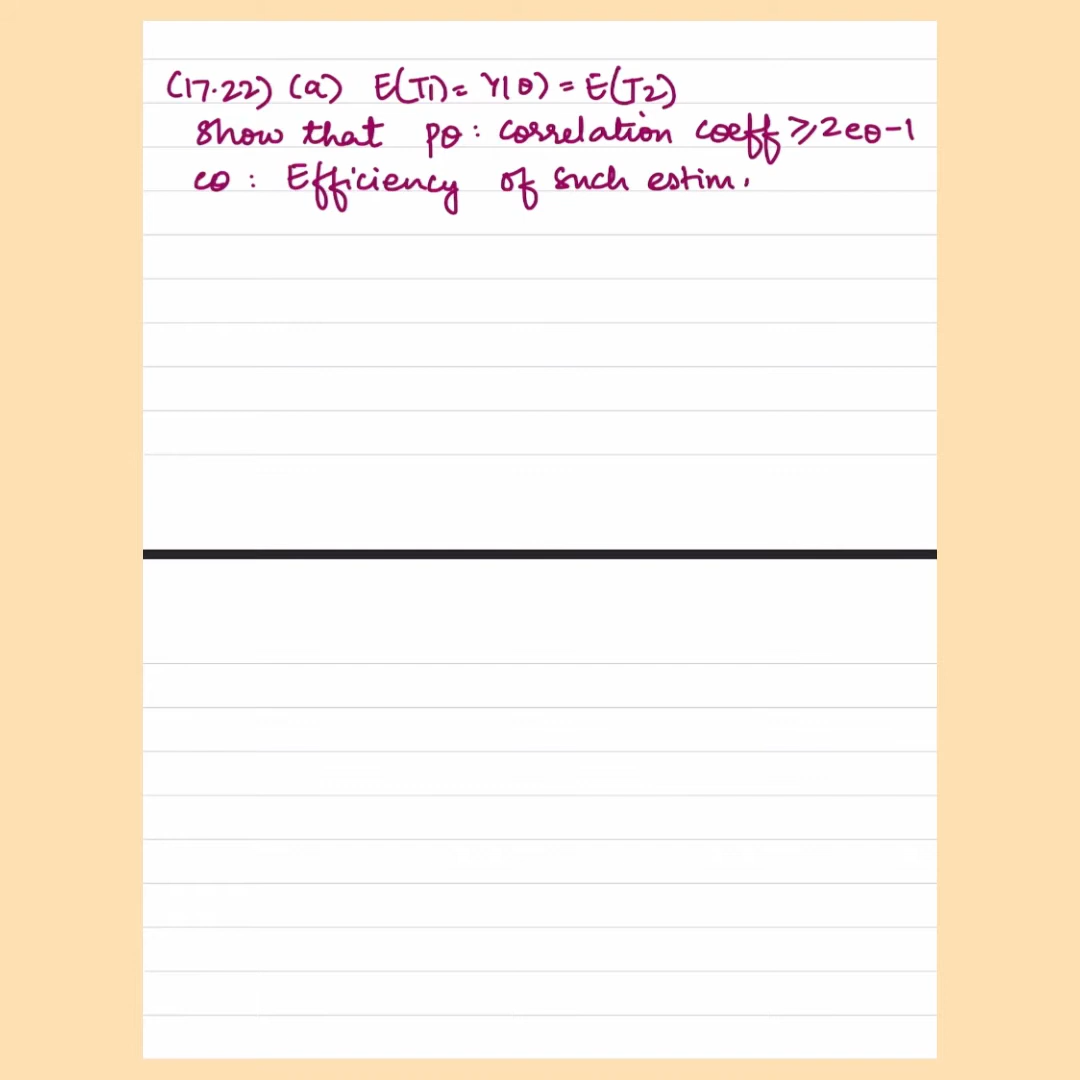 (17.22) (a) E(T1) = γ(θ) = E(T2)
Show that ρθ : Correlation coeff ≥ 2eθ-1
eθ : Efficiency of such estim.